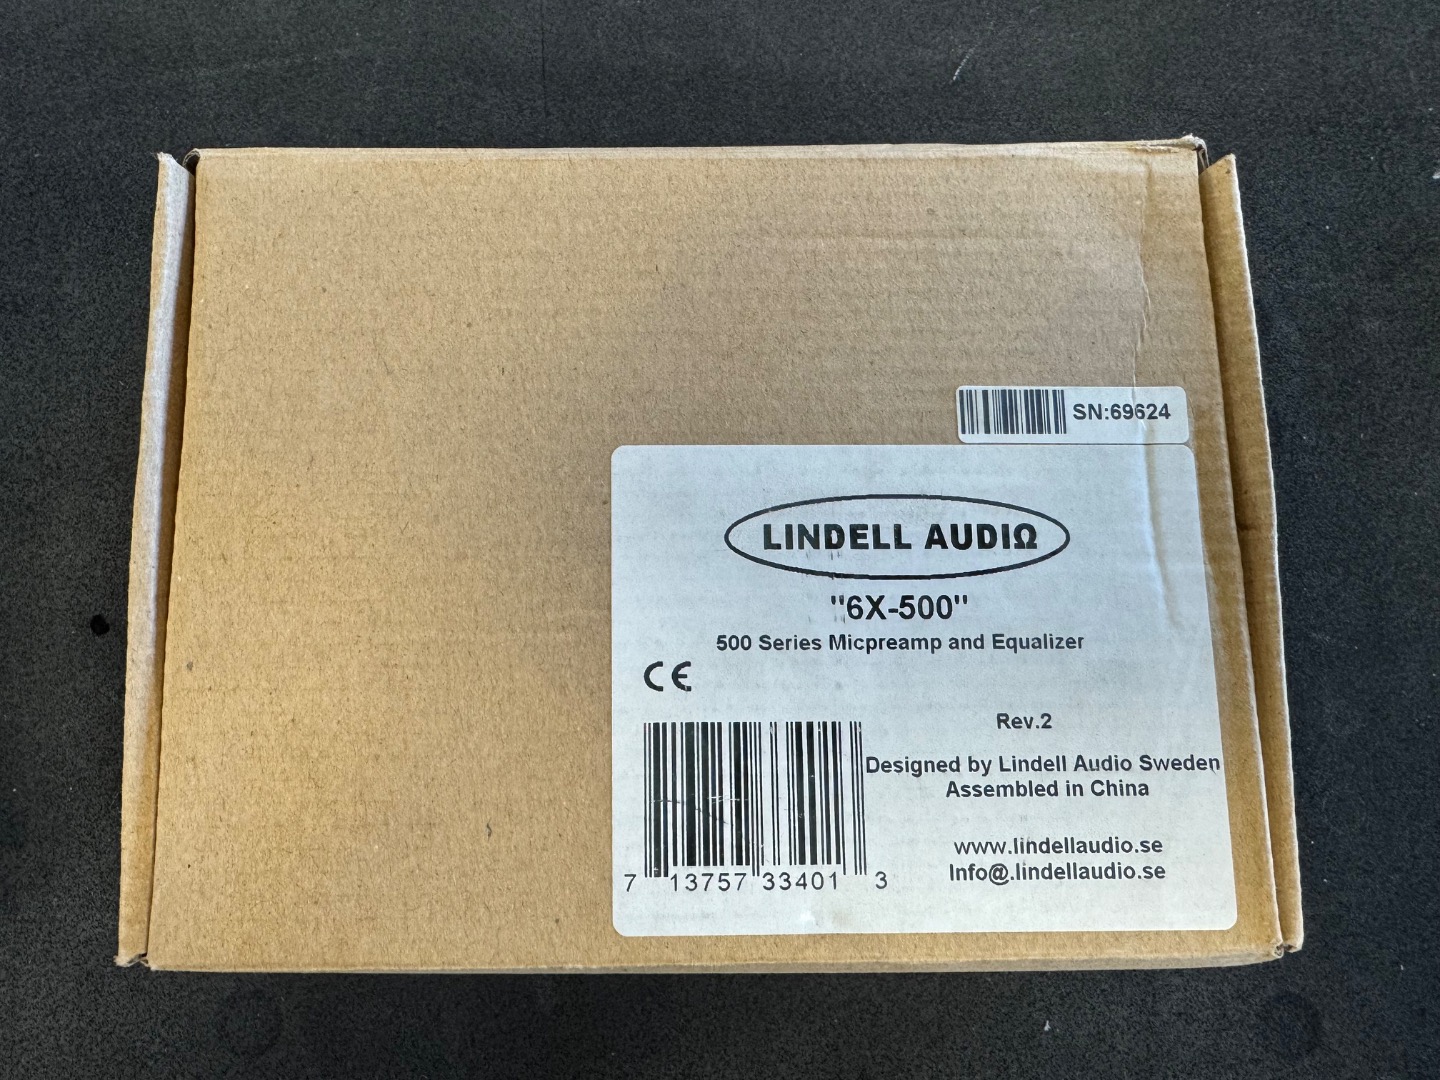 SN:69624
LINDELL AUDIΩ
"6X-500"
500 Series Micpreamp and Equalizer
CE
Rev.2
Designed by Lindell Audio Sweden
Assembled in China
www.lindellaudio.se
Info@.lindellaudio.se
7 13757 33401 3